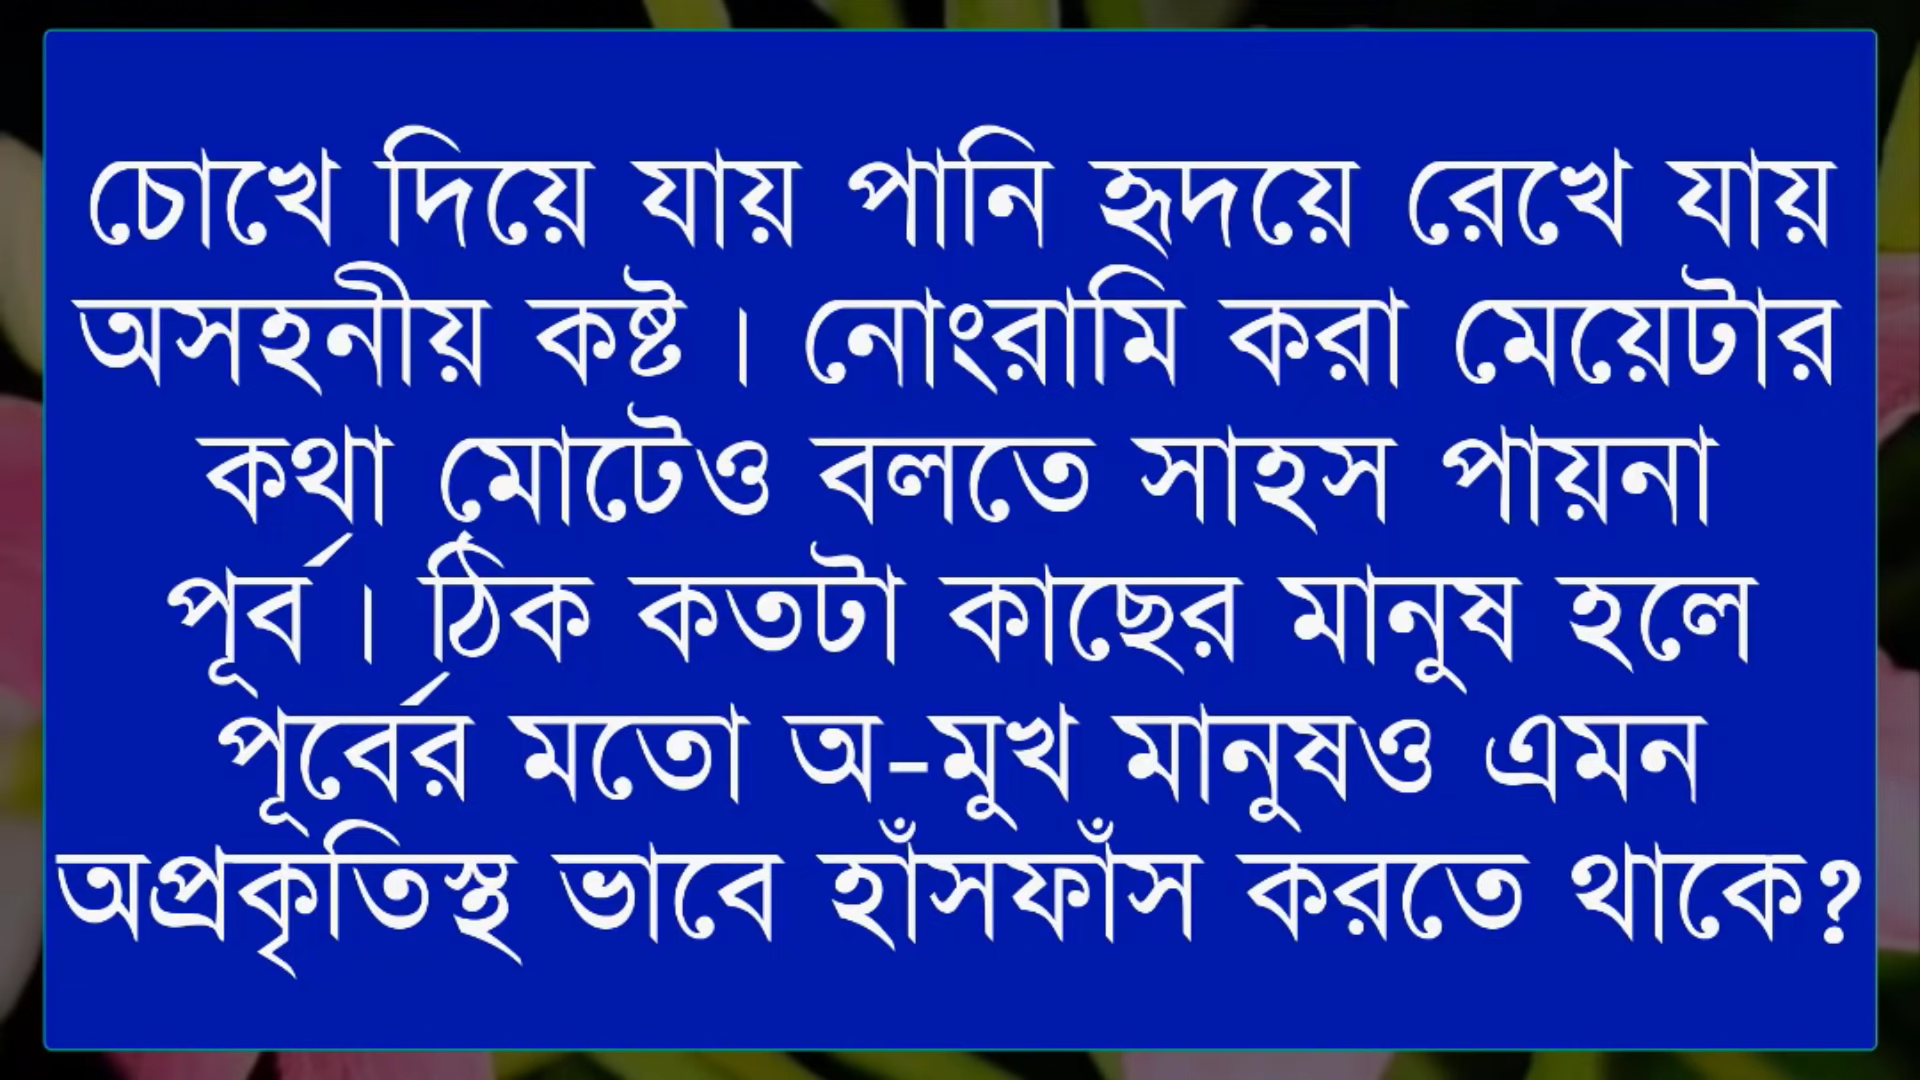 চোখে দিয়ে যায় পানি হৃদয়ে রেখে যায়
অসহনীয় কষ্ট । নোংরামি করা মেয়েটার
কথা মোটেও বলতে সাহস পায়না
পূর্ব । ঠিক কতটা কাছের মানুষ হলে
পূর্বের মতো অ-মুখ মানুষও এমন
অপ্রকৃতিস্থ ভাবে হাঁসফাঁস করতে থাকে?